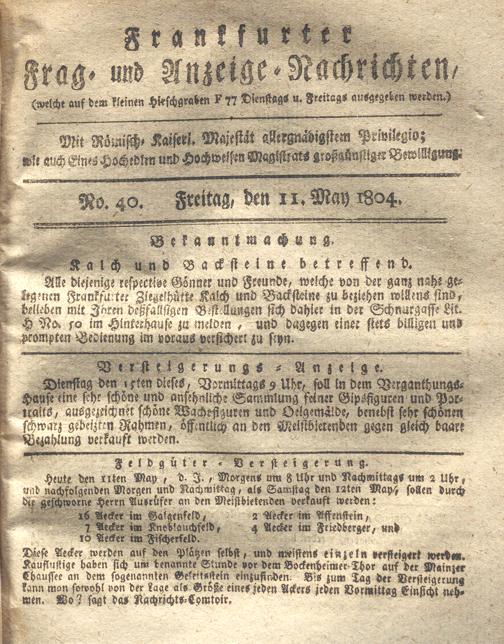 Frankfurter
Frag- und Anzeige-Nachrichten,
(welche auf dem kleinen Hirschgraben F 77 Dienstags u. Freitags ausgegeben werden.)
Mit Römisch-Kaiserl. Majestät allergnädigstem Privilegio;
wie auch Eines Hochedlen und Hochweisen Magistrats großgünstiger Bewilligung.
No. 40. Freitag, den 11. May 1804.
Bekanntmachung.
Kalch und Backsteine betreffend.
Alle diejenige respective Gönner und Freunde, welche von der ganz nahe ge-
legenen Frankfurter Ziegelhütte Kalch und Backsteine zu beziehen willens sind,
belieben mit Ihren desfallsigen Bestellungen sich dahier in der Schnurgasse Lit.
H No. 50 im Hinterhause zu melden, und dagegen einer stets billigen und
prompten Bedienung im voraus versichert zu seyn.
Versteigerungs-Anzeige.
Dienstag den 15ten dieses, Vormittags 9 Uhr, soll in dem Verganthungs-
Hause eine sehr schöne und ansehnliche Sammlung feiner Gipsfiguren und Por-
traits, ausgezeichnet schöne Wachsfiguren und Oelgemälde, benebst sehr schönen
schwarz gebeizten Rahmen, öffentlich an den Meistbietenden gegen gleich baare
Bezahlung verkauft werden.
Feldgüter-Versteigerung.
Heute den 11ten May, d. J., Morgens um 8 Uhr und Nachmittags um 2 Uhr,
und nachfolgenden Morgen und Nachmittag, als Samstag den 12ten May, sollen durch
die geschworne Herrn Ausrüfer an den Meistbietenden verkauft werden:
16 Aecker im Galgenfeld, 2 Aecker im Affenstein,
7 Aecker im Knoblauchsfeld, 4 Aecker im Friedberger, und
10 Aecker im Fischerfeld.
Diese Aecker werden auf den Plätzen selbst, und meistens einzeln versteigert werden.
Kauflustige haben sich um benannte Stunde vor dem Bockenheimer-Thor auf der Mainzer
Chaussee an dem sogenannten Geleitsstein einzufinden. Bis zum Tag der Versteigerung
kann man sowohl von der Lage als Größe eines jeden Ackers jeden Vormittag Einsicht neh-
men. Wo? sagt das Nachrichts-Comtoir.